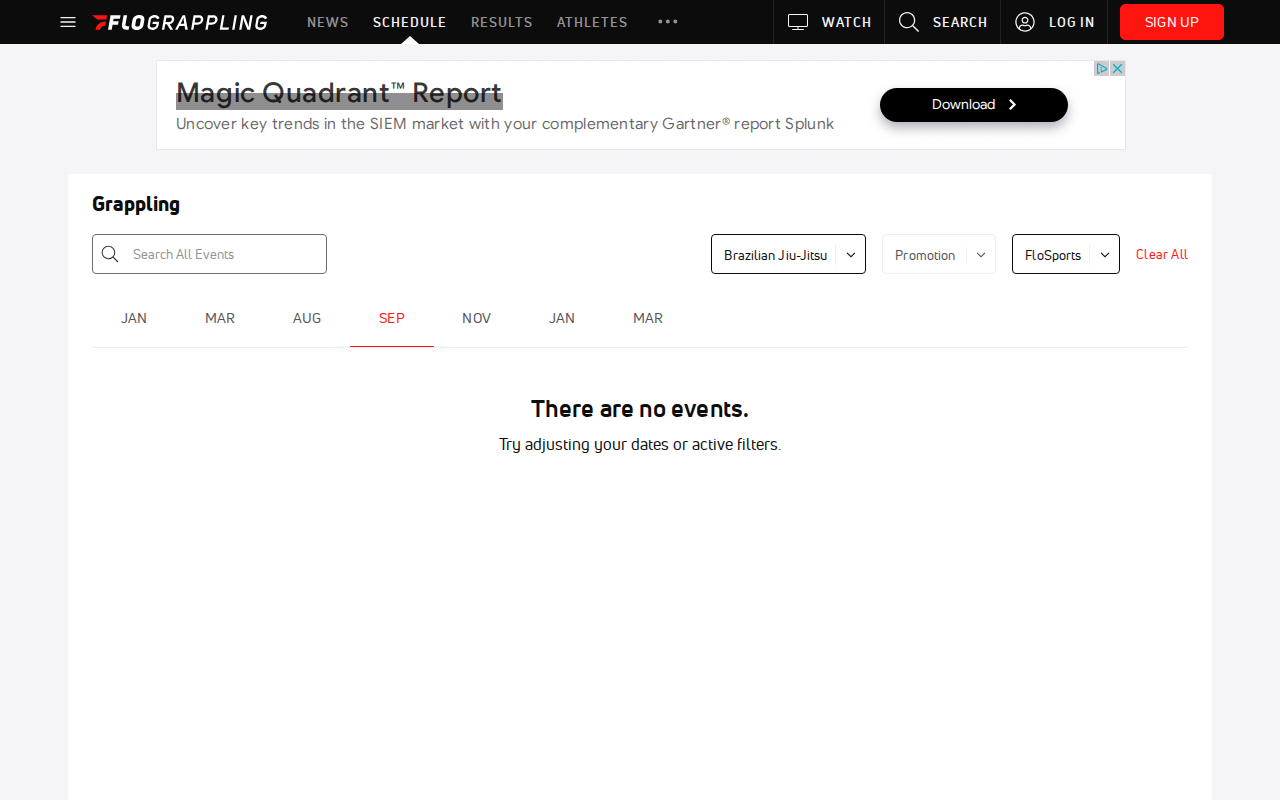 FLOGRAPPLING NEWS SCHEDULE RESULTS ATHLETES WATCH SEARCH LOG IN SIGN UP
Magic Quadrant™ Report
Uncover key trends in the SIEM market with your complementary Gartner® report Splunk
Download
Grappling
Search All Events Brazilian Jiu-Jitsu Promotion FloSports Clear All
JAN MAR AUG SEP NOV JAN MAR
There are no events.
Try adjusting your dates or active filters.